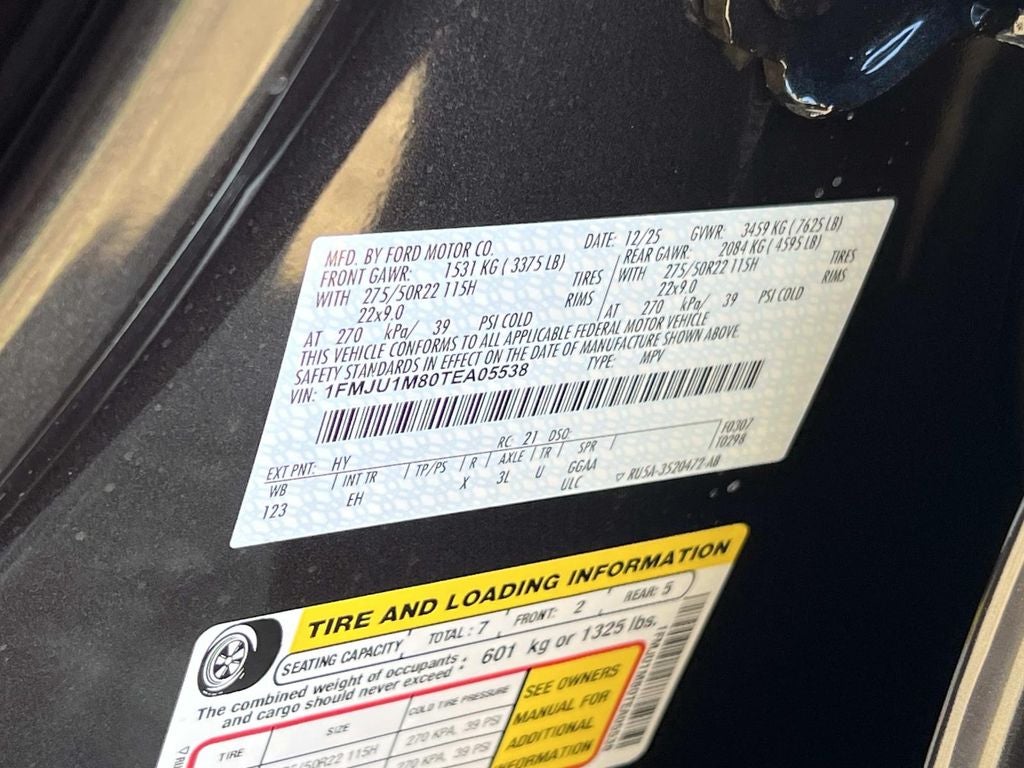 MFD. BY FORD MOTOR CO.
DATE: 12/25 GVWR: 3459 KG ( 7625 LB)
FRONT GAWR: 1531 KG ( 3375 LB)
REAR GAWR: 2084 KG ( 4595 LB)
WITH 275/50R22 115H TIRES
WITH 275/50R22 115H TIRES
22x9.0 RIMS
22x9.0 RIMS
AT 270 kPa/ 39 PSI COLD
AT 270 kPa/ 39 PSI COLD
THIS VEHICLE CONFORMS TO ALL APPLICABLE FEDERAL MOTOR VEHICLE
SAFETY STANDARDS IN EFFECT ON THE DATE OF MANUFACTURE SHOWN ABOVE.
VIN: 1FMJU1M80TEA05538 TYPE: MPV
EXT PNT: HY RC: 21 DSO: F0307
T0298
WB INT TR TP/PS R AXLE TR SPR
123 EH X 3L U GGAA
ULC ▽ RU5A-3520472-AB
TIRE AND LOADING INFORMATION
SEATING CAPACITY TOTAL : 7 FRONT: 2 REAR: 5
The combined weight of occupants
and cargo should never exceed : 601 kg or 1325 lbs.
TIRE SIZE COLD TIRE PRESSURE
275/50R22 115H 270 KPA, 39 PSI
270 KPA, 39 PSI
SEE OWNERS
MANUAL FOR
ADDITIONAL
INFORMATION